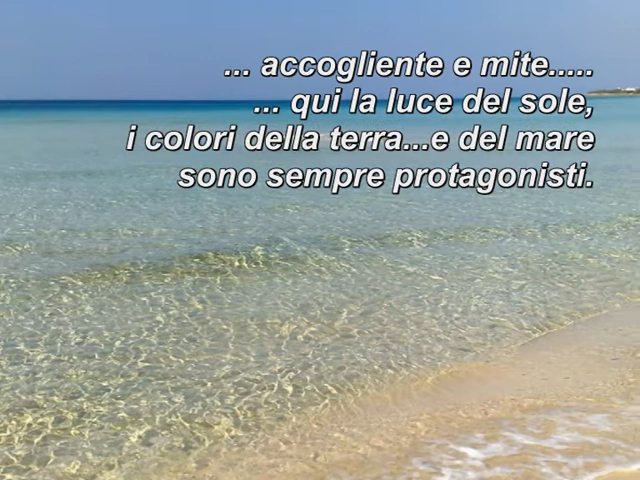 ... accogliente e mite.....
... qui la luce del sole,
i colori della terra...e del mare
sono sempre protagonisti.